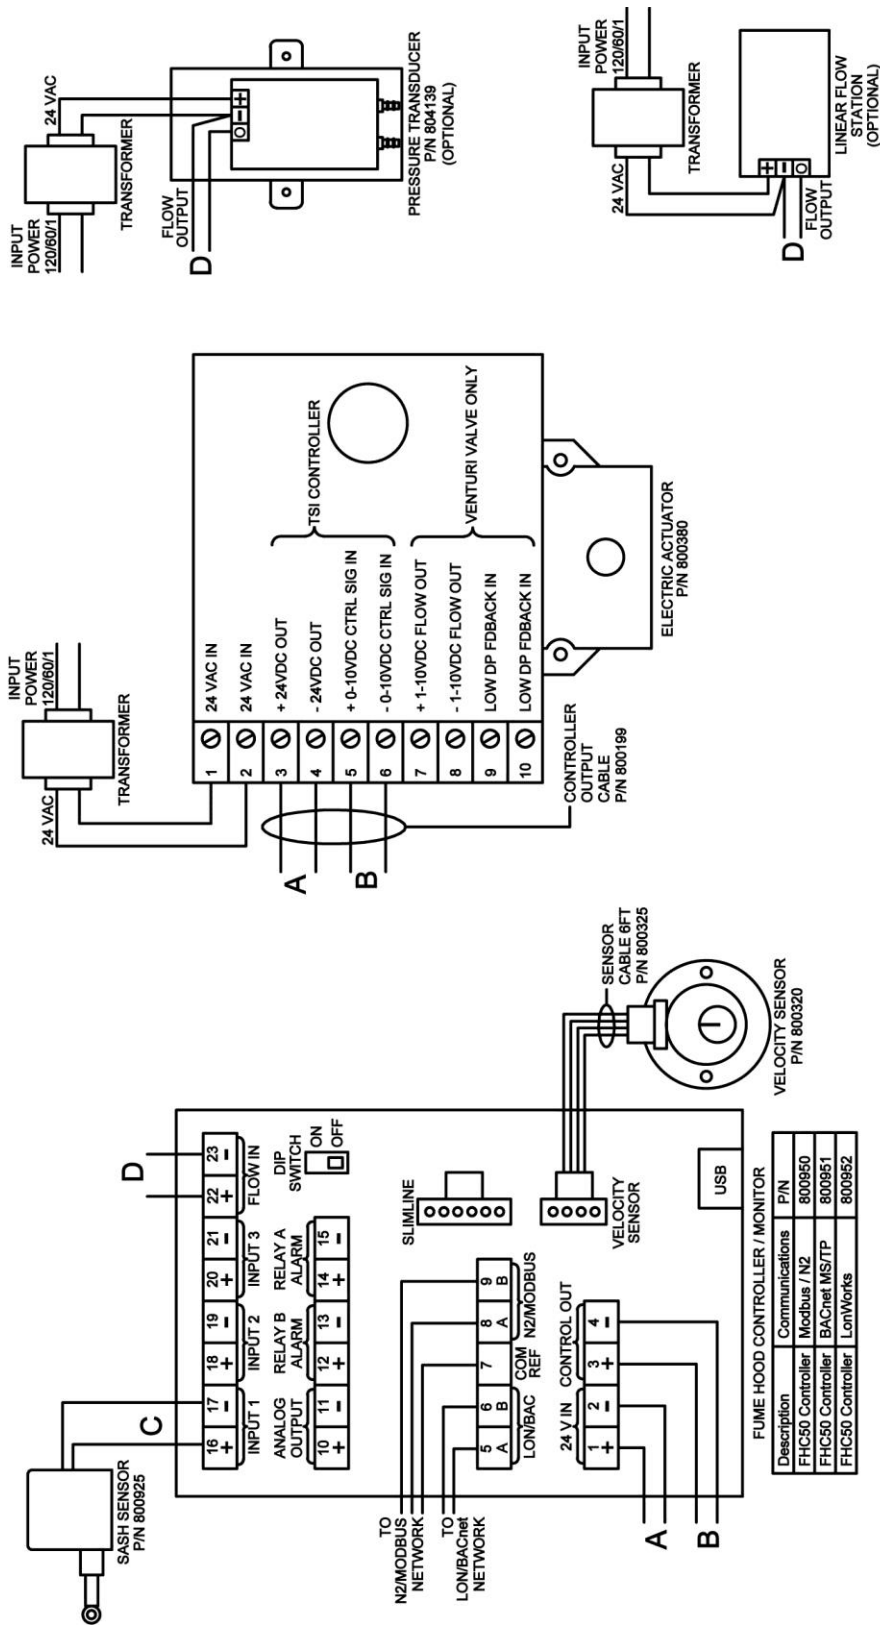 SASH SENSOR
P/N 800925
C
D
16 17 18 19 20 21 22 23
+ - + - + - + -
INPUT 1 INPUT 2 INPUT 3 FLOW IN
ANALOG
OUTPUT
RELAY B
ALARM
RELAY A
ALARM
DIP
SWITCH
ON
OFF
10 11 12 13 14 15
+ - + - + -
SLIMLINE
TO
N2/MODBUS
NETWORK
TO
LON/BACnet
NETWORK
5 6 7 8 9
A B A B
LON/BAC
COM
REF
N2/MODBUS
VELOCITY
SENSOR
24 V IN CONTROL OUT
1 2 3 4
+ - + -
A
B
USB
FUME HOOD CONTROLLER / MONITOR
Description Communications P/N
FHC50 Controller Modbus / N2 800950
FHC50 Controller BACnet MS/TP 800951
FHC50 Controller LonWorks 800952
SENSOR
CABLE 6FT
P/N 800325
VELOCITY SENSOR
P/N 800320
INPUT
POWER
120/60/1
24 VAC
TRANSFORMER
1 24 VAC IN
2 24 VAC IN
3 + 24VDC OUT
4 - 24VDC OUT
5 + 0-10VDC CTRL SIG IN
6 - 0-10VDC CTRL SIG IN
7 + 1-10VDC FLOW OUT
8 - 1-10VDC FLOW OUT
9 LOW DP FDBACK IN
10 LOW DP FDBACK IN
TSI CONTROLLER
VENTURI VALVE ONLY
A
B
CONTROLLER
OUTPUT
CABLE
P/N 800199
ELECTRIC ACTUATOR
P/N 800380
INPUT
POWER
120/60/1
24 VAC
TRANSFORMER
FLOW
OUTPUT
D
O - +
PRESSURE TRANSDUCER
P/N 804139
(OPTIONAL)
INPUT
POWER
120/60/1
24 VAC
TRANSFORMER
+
-
O
D
FLOW
OUTPUT
LINEAR FLOW
STATION
(OPTIONAL)